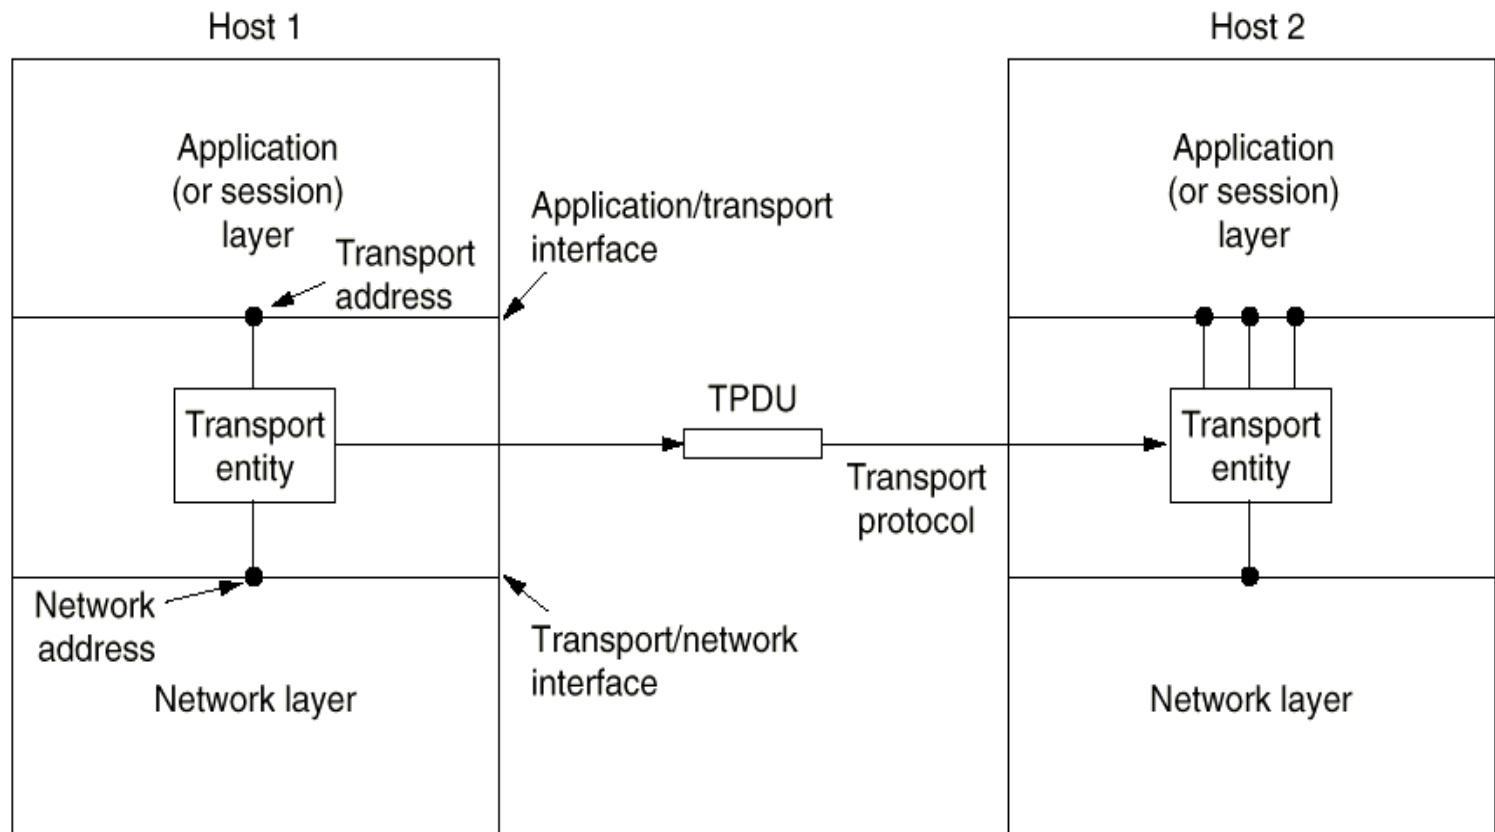 Host 1
Host 2
Application
(or session)
layer
Transport
address
Application/transport
interface
Application
(or session)
layer
Transport
entity
TPDU
Transport
protocol
Transport
entity
Network
address
Transport/network
interface
Network layer
Network layer